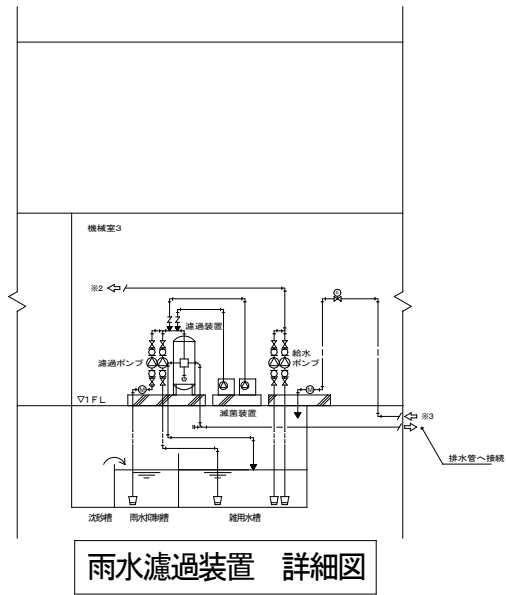 機械室3
※2
濾過装置
濾過ポンプ
給水
ポンプ
▽1FL
滅菌装置
※3
排水管へ接続
沈砂槽
雨水抑制槽
雑用水槽
雨水濾過装置　詳細図